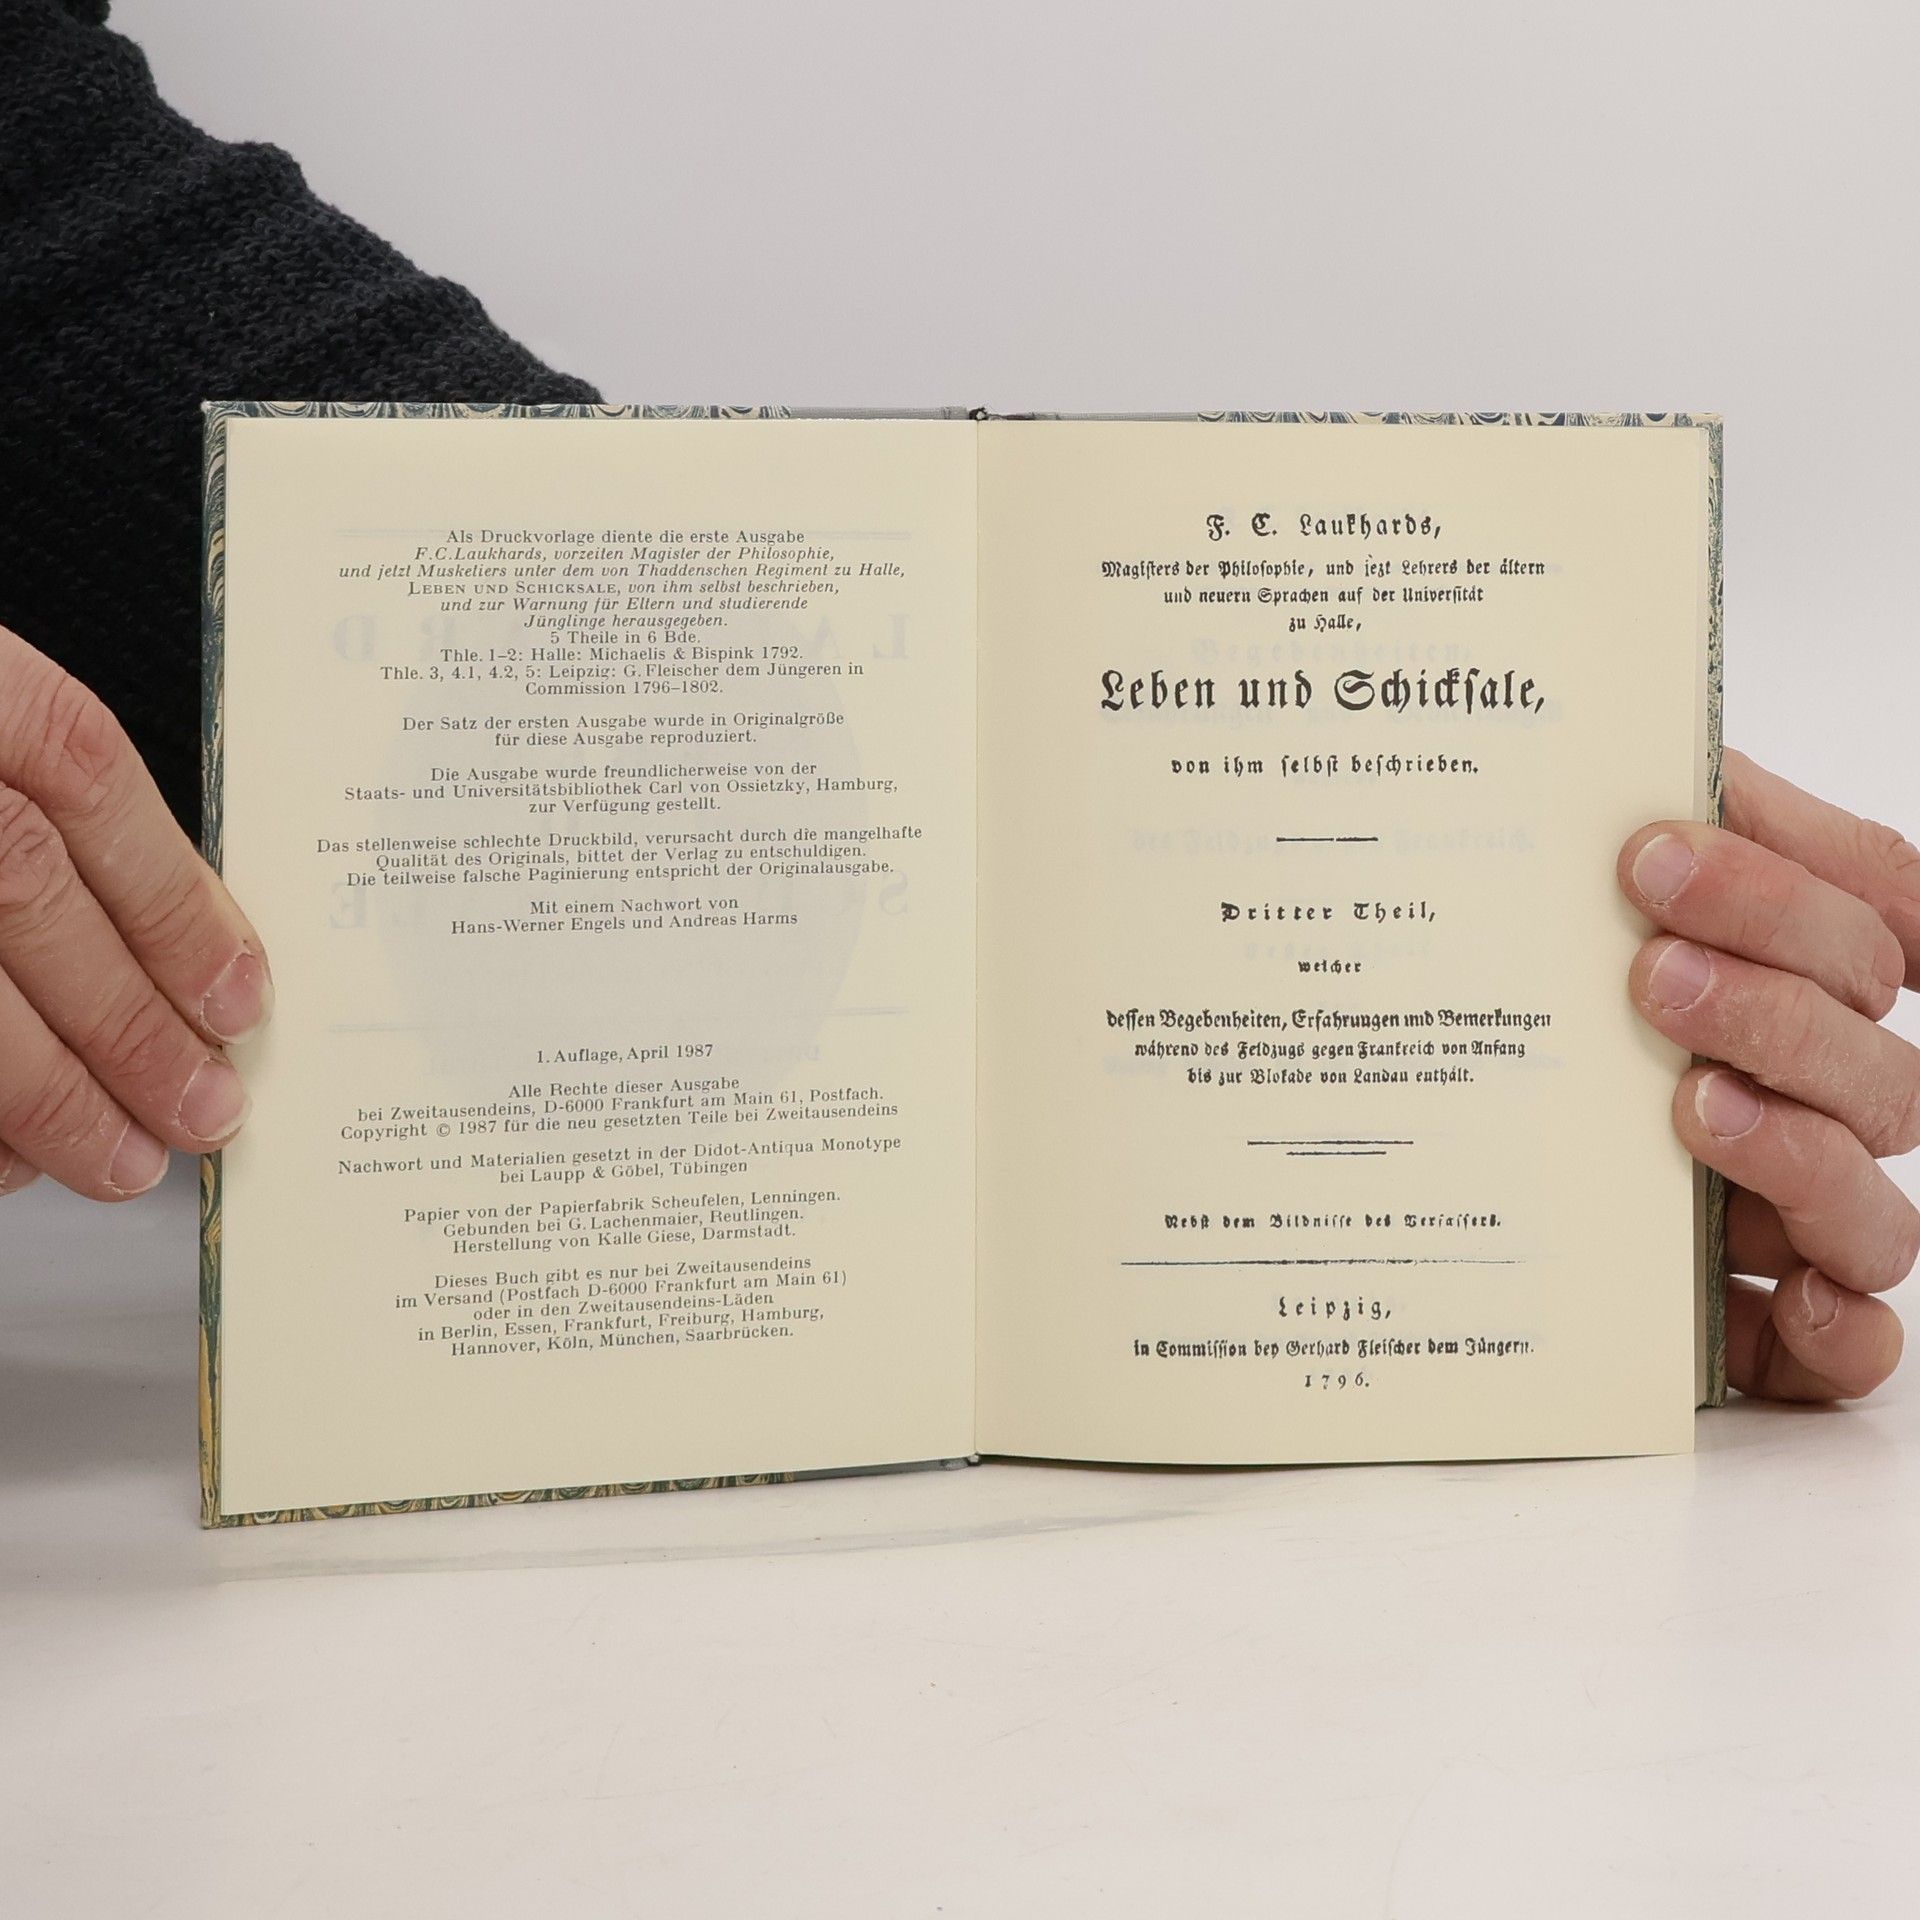 Als Druckvorlage diente die erste Ausgabe
F.C.Laukhards, vorzeiten Magister der Philosophie,
und jetzt Musketiers unter dem von Thaddenschen Regiment zu Halle,
LEBEN UND SCHICKSALE, von ihm selbst beschrieben,
und zur Warnung für Eltern und studierende
Jünglinge herausgegeben.
5 Theile in 6 Bde.
Thle. 1–2: Halle: Michaelis & Bispink 1792.
Thle. 3, 4.1, 4.2, 5: Leipzig: G. Fleischer dem Jüngeren in
Commission 1796–1802.
Der Satz der ersten Ausgabe wurde in Originalgröße
für diese Ausgabe reproduziert.
Die Ausgabe wurde freundlicherweise von der
Staats- und Universitätsbibliothek Carl von Ossietzky, Hamburg,
zur Verfügung gestellt.
Das stellenweise schlechte Druckbild, verursacht durch die mangelhafte
Qualität des Originals, bittet der Verlag zu entschuldigen.
Die teilweise falsche Paginierung entspricht der Originalausgabe.
Mit einem Nachwort von
Hans-Werner Engels und Andreas Harms
1. Auflage, April 1987
Alle Rechte dieser Ausgabe
bei Zweitausendeins, D-6000 Frankfurt am Main 61, Postfach.
Copyright © 1987 für die neu gesetzten Teile bei Zweitausendeins
Nachwort und Materialien gesetzt in der Didot-Antiqua Monotype
bei Laupp & Göbel, Tübingen
Papier von der Papierfabrik Scheufelen, Lenningen.
Gebunden bei G. Lachenmaier, Reutlingen.
Herstellung von Kalle Giese, Darmstadt.
Dieses Buch gibt es nur bei Zweitausendeins
im Versand (Postfach D-6000 Frankfurt am Main 61)
oder in den Zweitausendeins-Läden
in Berlin, Essen, Frankfurt, Freiburg, Hamburg,
Hannover, Köln, München, Saarbrücken.
F. C. Laukhards,
Magiſters der Philoſophie, und jezt Lehrers der ältern
und neuern Sprachen auf der Univerſität
zu Halle,
Leben und Schickſale,
von ihm ſelbſt beſchrieben.
Dritter Theil,
welcher
deſſen Begebenheiten, Erfahrungen und Bemerkungen
während des Feldzugs gegen Frankreich von Anfang
bis zur Blokade von Landau enthält.
Nebſt dem Bildniſſe des Verfaſſers.
Leipzig,
in Commiſſion bey Gerhard Fleiſcher dem Jüngern.
1796.